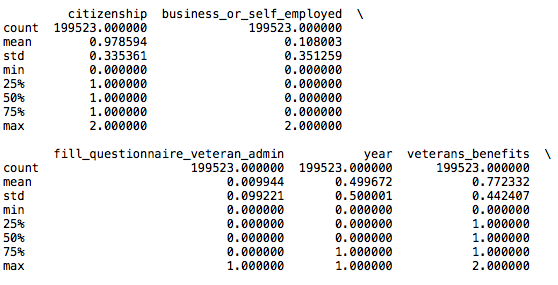 citizenship business_or_self_employed \
count 199523.000000 199523.000000
mean 0.978594 0.108003
std 0.335361 0.351259
min 0.000000 0.000000
25% 1.000000 0.000000
50% 1.000000 0.000000
75% 1.000000 0.000000
max 2.000000 2.000000
fill_questionnaire_veteran_admin year veterans_benefits \
count 199523.000000 199523.000000 199523.000000
mean 0.009944 0.499672 0.772332
std 0.099221 0.500001 0.442407
min 0.000000 0.000000 0.000000
25% 0.000000 0.000000 1.000000
50% 0.000000 0.000000 1.000000
75% 0.000000 1.000000 1.000000
max 1.000000 1.000000 2.000000